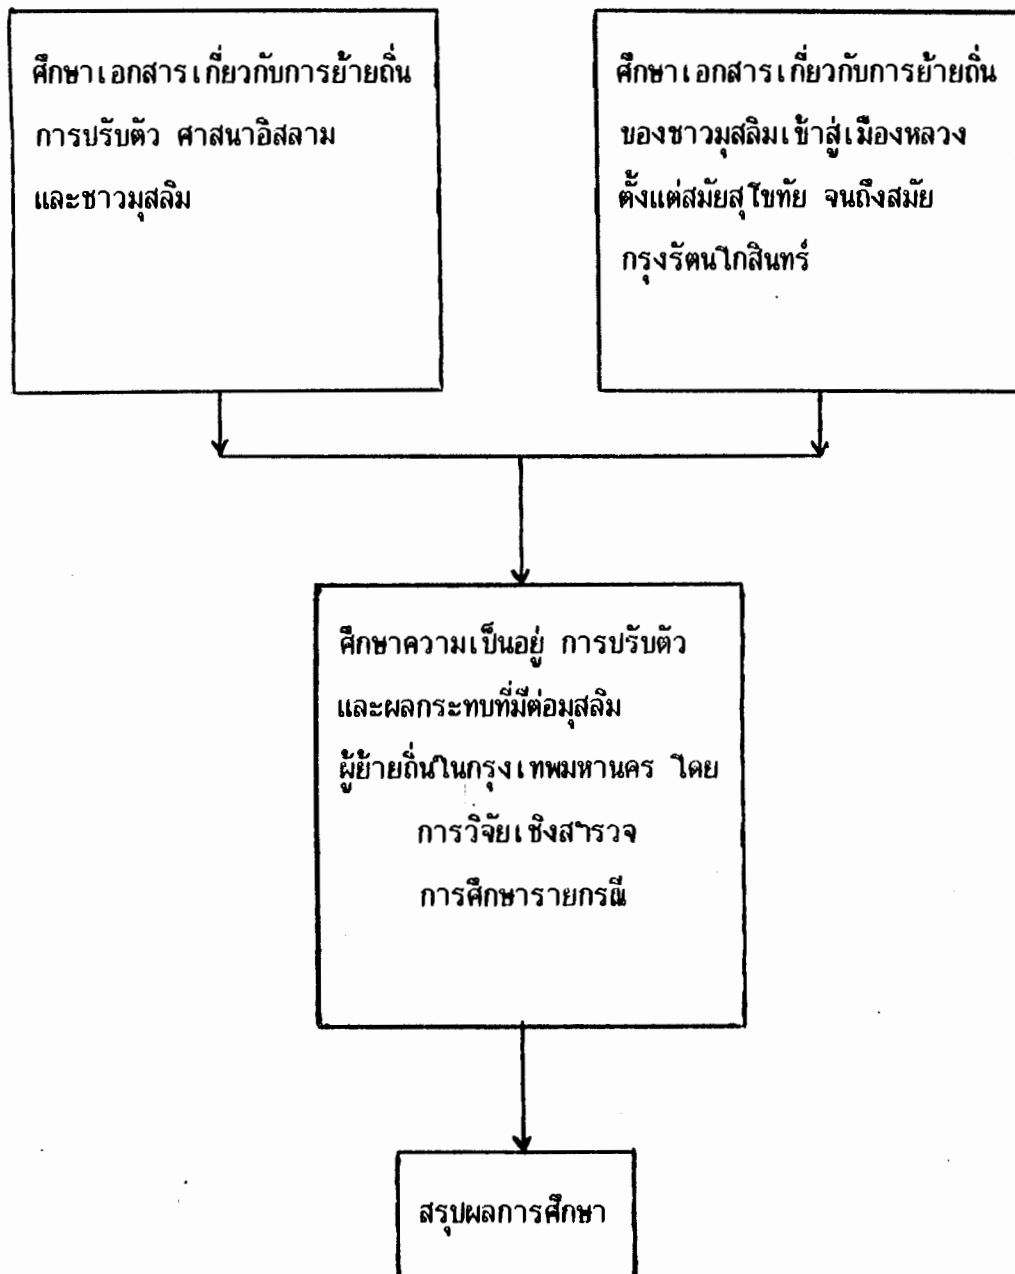 ศึกษาเอกสารเกี่ยวกับการย้ายถิ่น
การปรับตัว ศาสนาอิสลาม
และชาวมุสลิม
ศึกษาเอกสารเกี่ยวกับการย้ายถิ่น
ของชาวมุสลิมเข้าสู่เมืองหลวง
ตั้งแต่สมัยสุโขทัย จนถึงสมัย
กรุงรัตนโกสินทร์
ศึกษาความเป็นอยู่ การปรับตัว
และผลกระทบที่มีต่อมุสลิม
ผู้ย้ายถิ่นในกรุงเทพมหานคร โดย
การวิจัยเชิงสำรวจ
การศึกษารายกรณี
สรุปผลการศึกษา